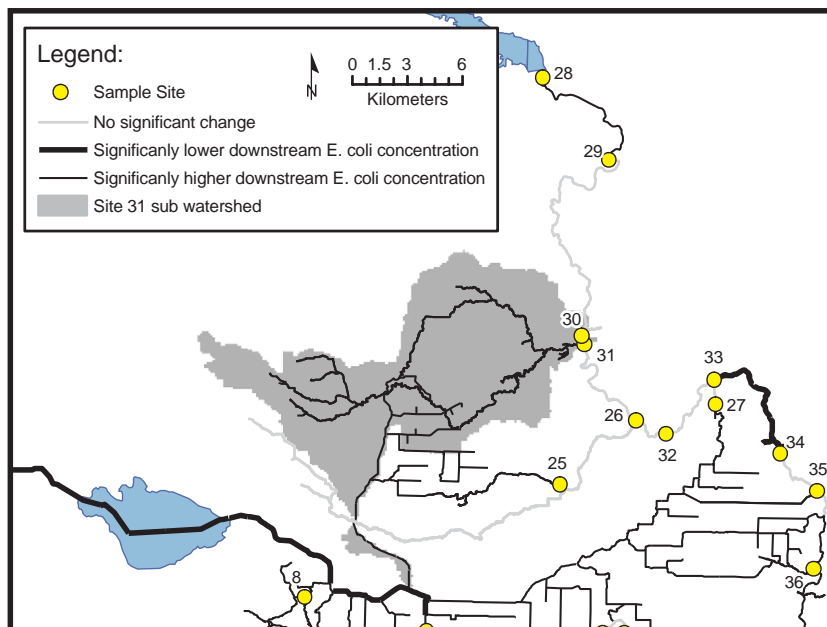 Legend:
N
0 1.5 3 6
Kilometers
Sample Site
No significant change
Significanly lower downstream E. coli concentration
Significanly higher downstream E. coli concentration
Site 31 sub watershed
28
29
30
31
33
27
26
32
34
25
35
36
8